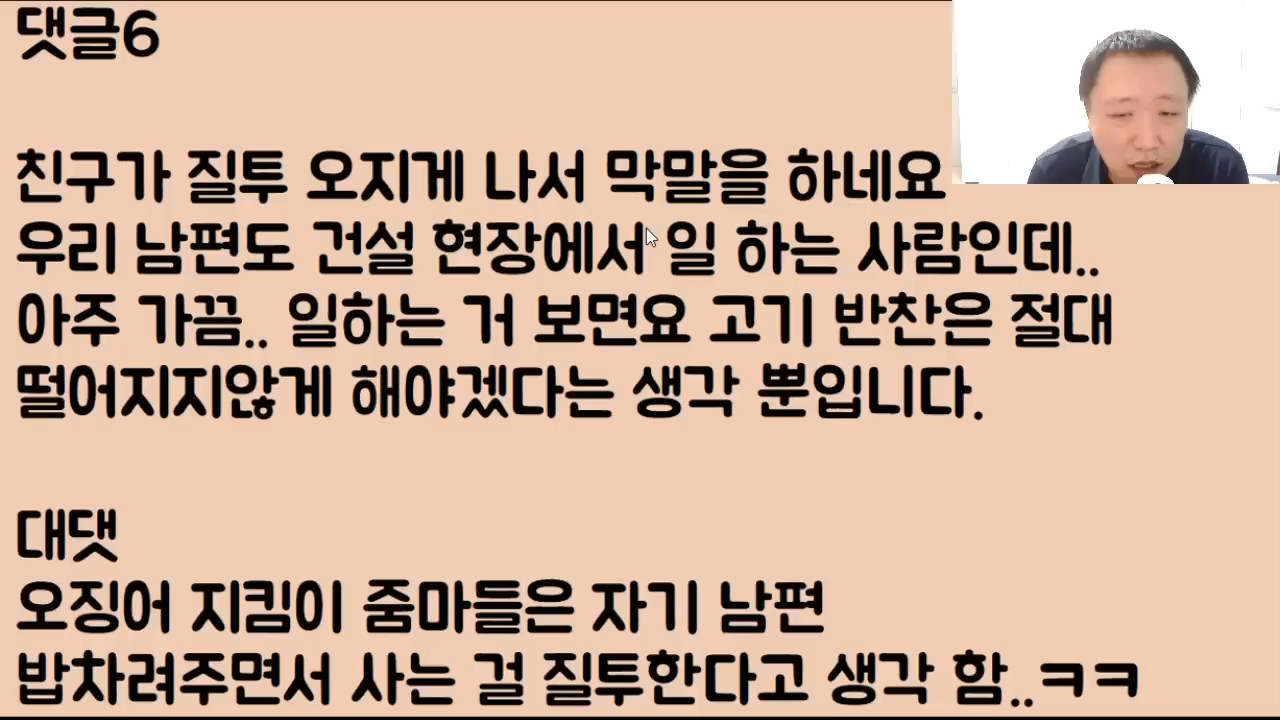 댓글6
친구가 질투 오지게 나서 막말을 하네요
우리 남편도 건설 현장에서 일 하는 사람인데..
아주 가끔.. 일하는 거 보면요 고기 반찬은 절대
떨어지지않게 해야겠다는 생각 뿐입니다.
대댓
오징어 지킴이 줌마들은 자기 남편
밥차려주면서 사는 걸 질투한다고 생각 함..ㅋㅋ